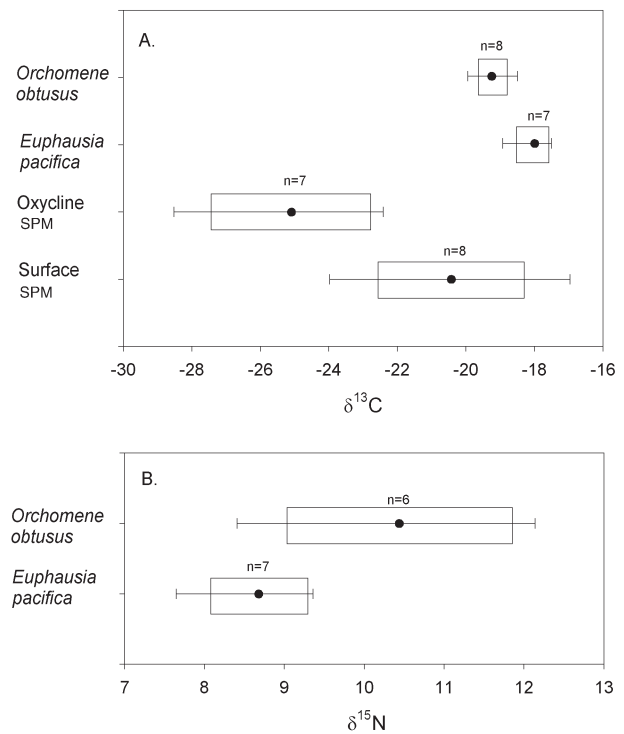 A.
n=8
Orchomene
obtusus
n=7
Euphausia
pacifica
n=7
Oxycline
SPM
n=8
Surface
SPM
-30 -28 -26 -24 -22 -20 -18 -16
δ¹³C
B.
n=6
Orchomene
obtusus
n=7
Euphausia
pacifica
7 8 9 10 11 12 13
δ¹⁵N